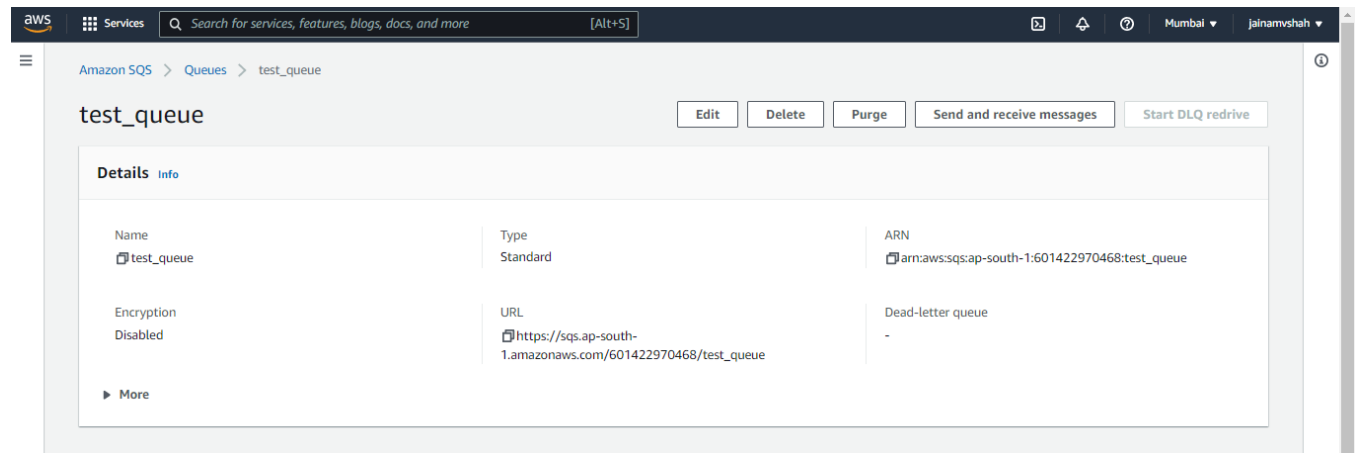 aws Services Search for services, features, blogs, docs, and more [Alt+S] Mumbai jainamvshah
Amazon SQS > Queues > test_queue
test_queue Edit Delete Purge Send and receive messages Start DLQ redrive
Details Info
Name Type ARN
test_queue Standard arn:aws:sqs:ap-south-1:601422970468:test_queue
Encryption URL Dead-letter queue
Disabled https://sqs.ap-south- -
1.amazonaws.com/601422970468/test_queue
More